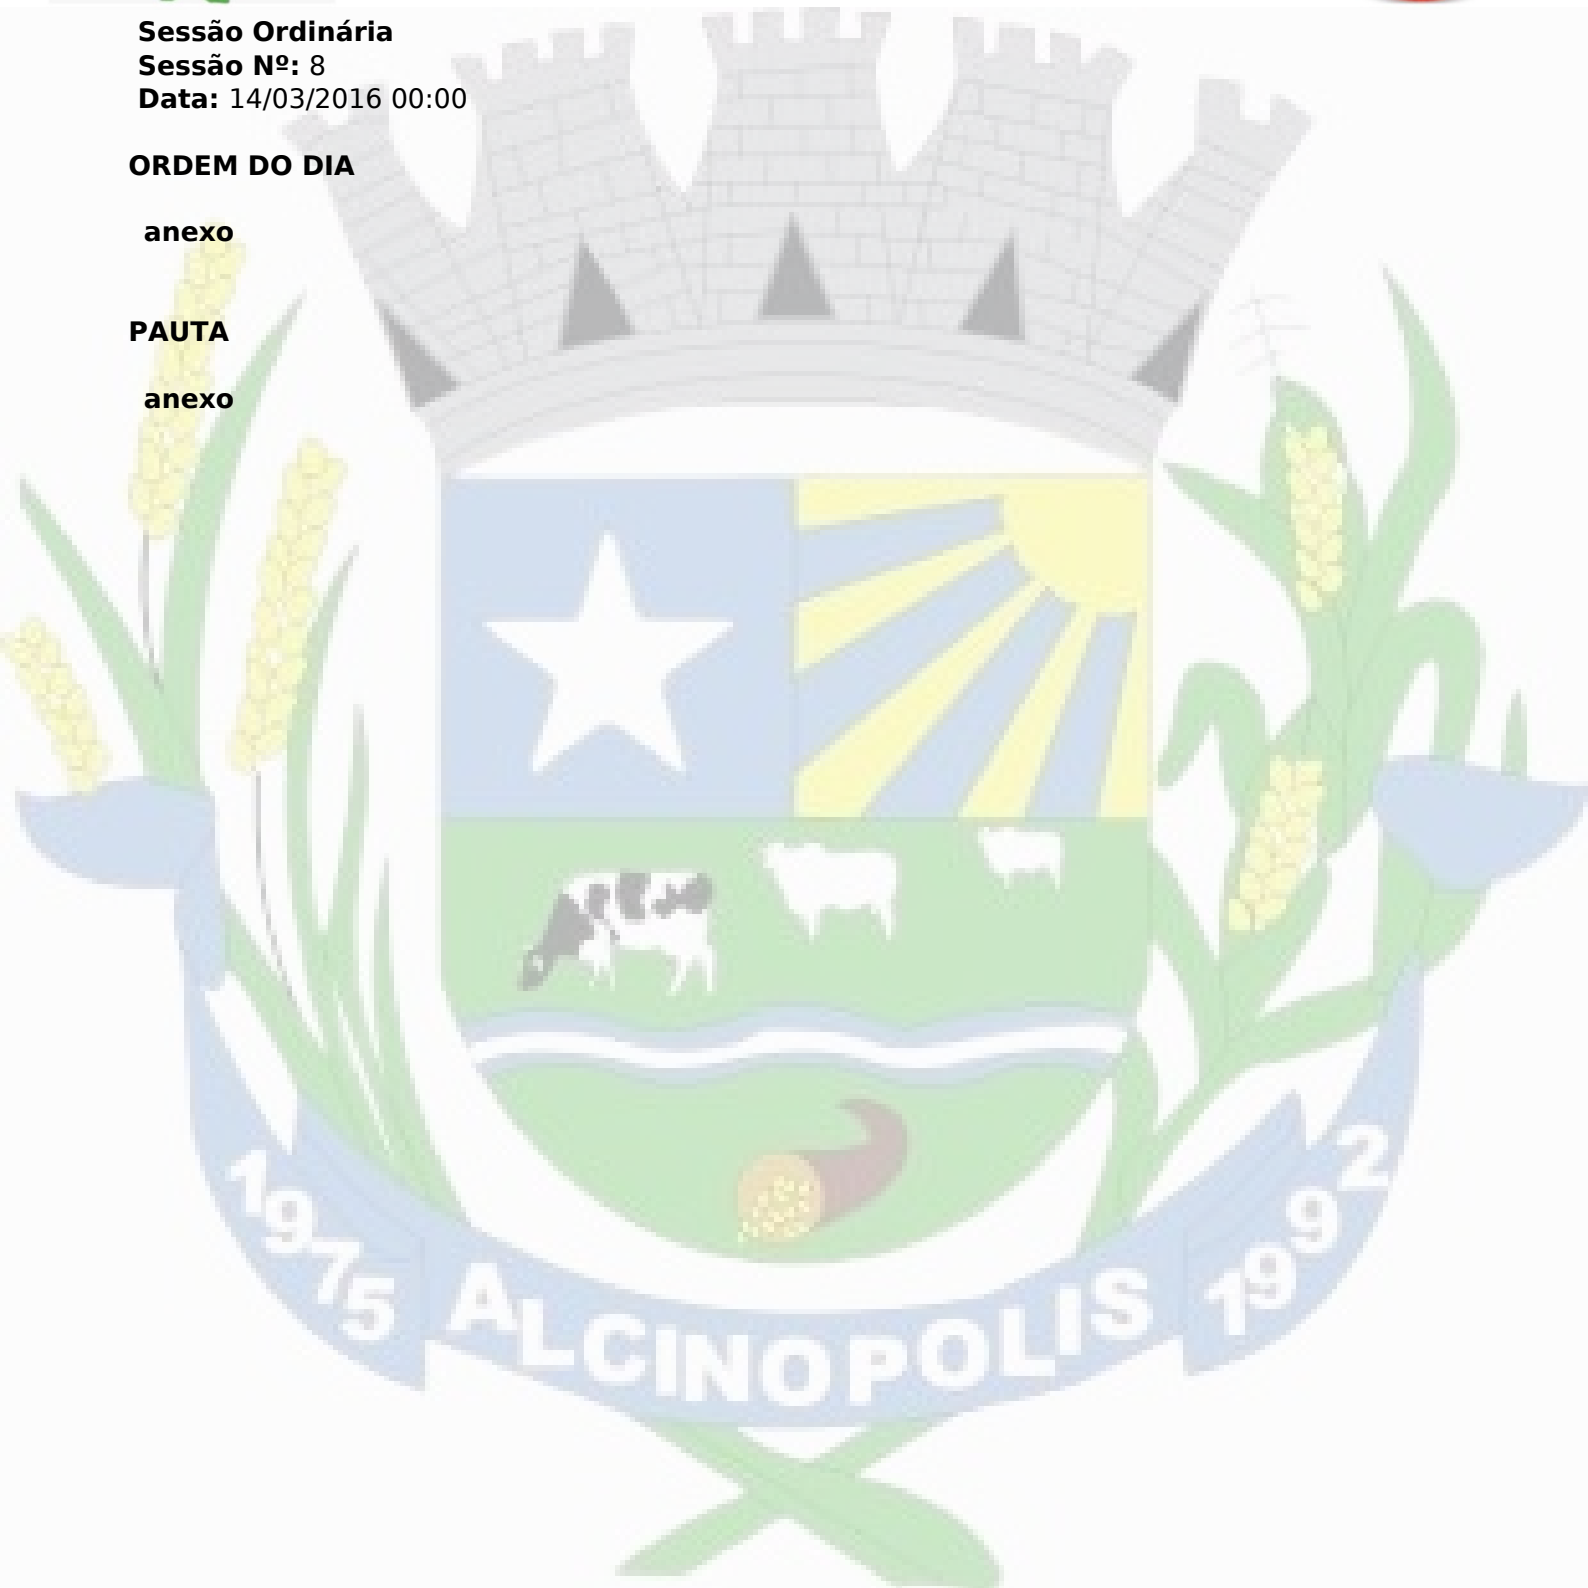 Sessão Ordinária
Sessão Nº: 8
Data: 14/03/2016 00:00
ORDEM DO DIA
anexo
PAUTA
anexo
1975 ALCINOPOLIS 1992